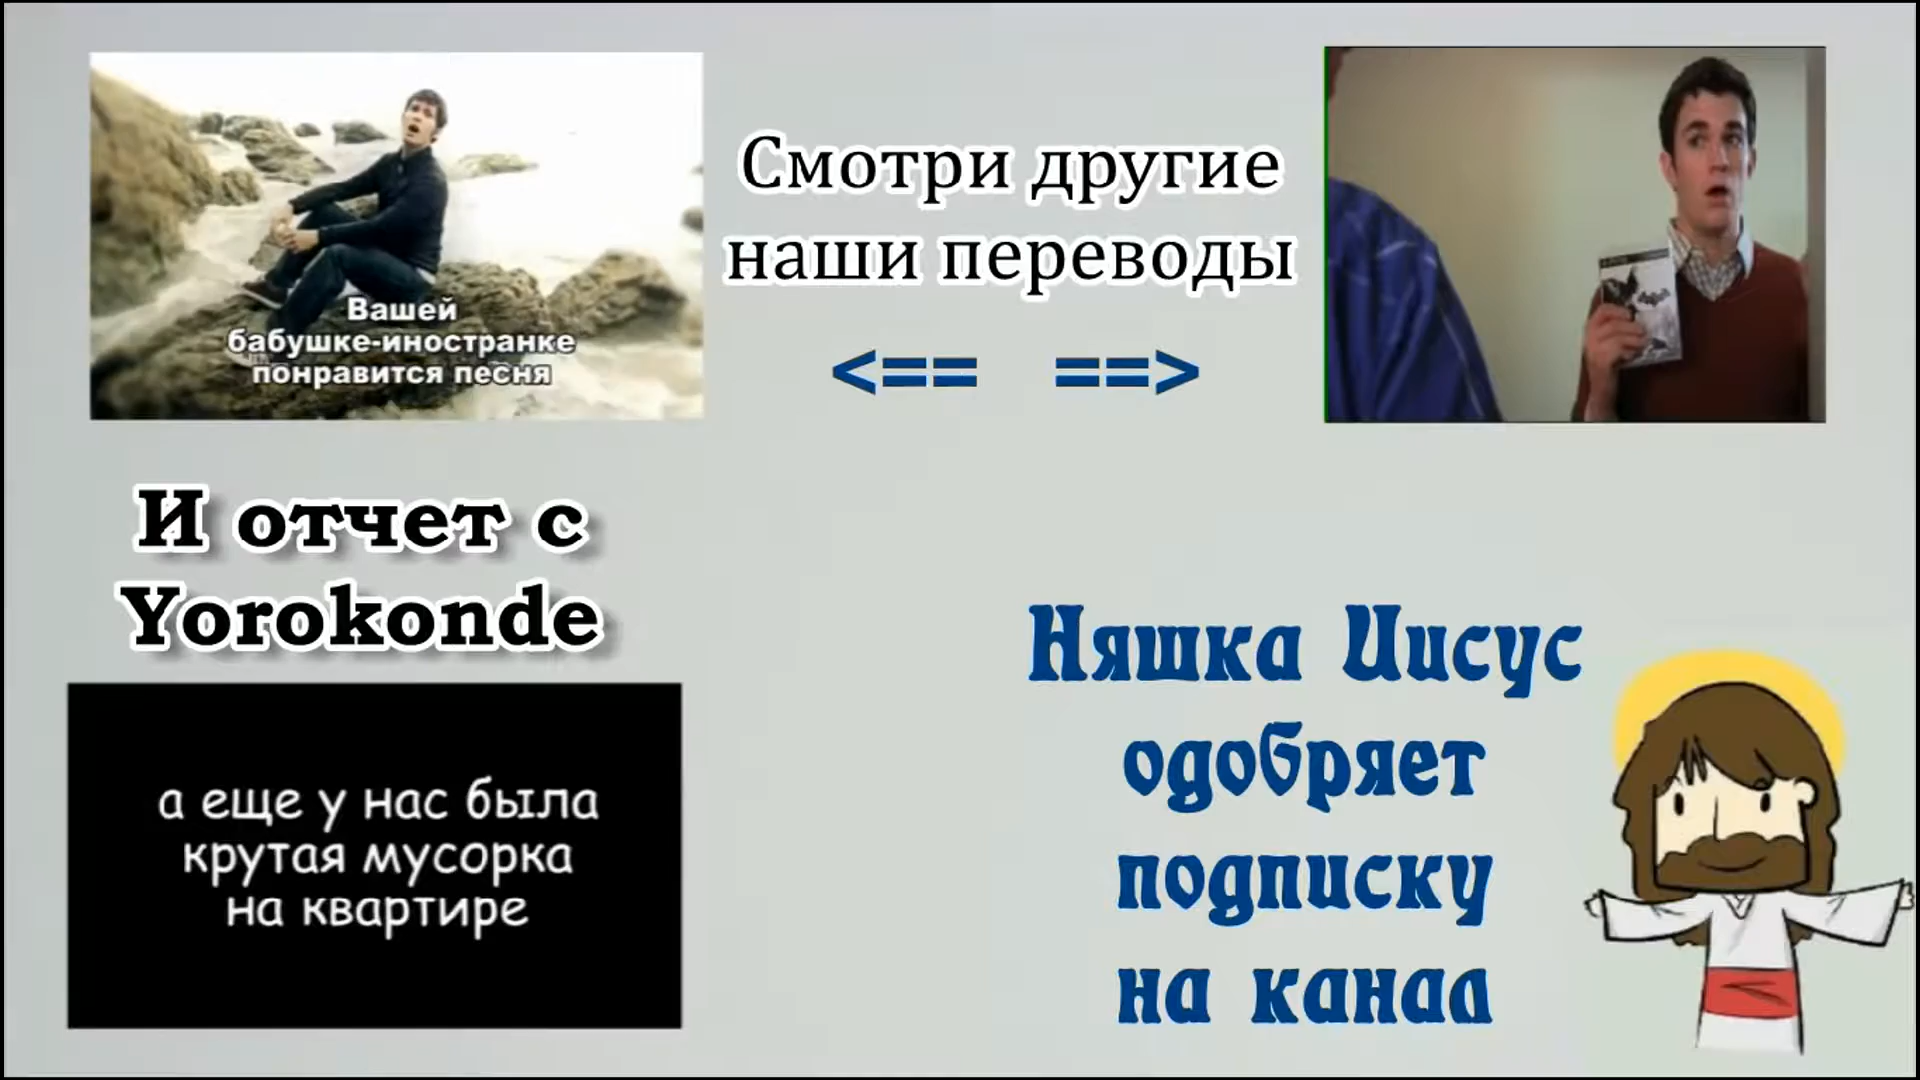 Смотри другие
наши переводы
<== ==>
Вашей
бабушке-иностранке
понравится песня
И отчет с
Yorokonde
а еще у нас была
крутая мусорка
на квартире
Няшка Иисус
одобряет
подписку
на канал